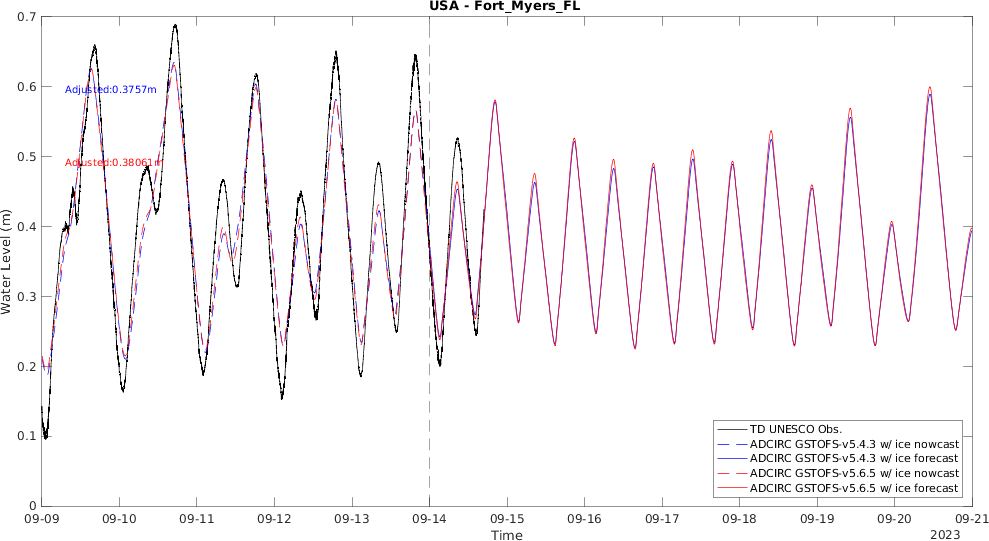 USA - Fort_Myers_FL
0.7
0.6
0.5
0.4
0.3
0.2
0.1
0
Water Level (m)
Adjusted:0.3757m
Adjusted:0.38061m
TD UNESCO Obs.
ADCIRC GSTOFS-v5.4.3 w/ ice nowcast
ADCIRC GSTOFS-v5.4.3 w/ ice forecast
ADCIRC GSTOFS-v5.6.5 w/ ice nowcast
ADCIRC GSTOFS-v5.6.5 w/ ice forecast
09-09 09-10 09-11 09-12 09-13 09-14 09-15 09-16 09-17 09-18 09-19 09-20 09-21
Time
2023